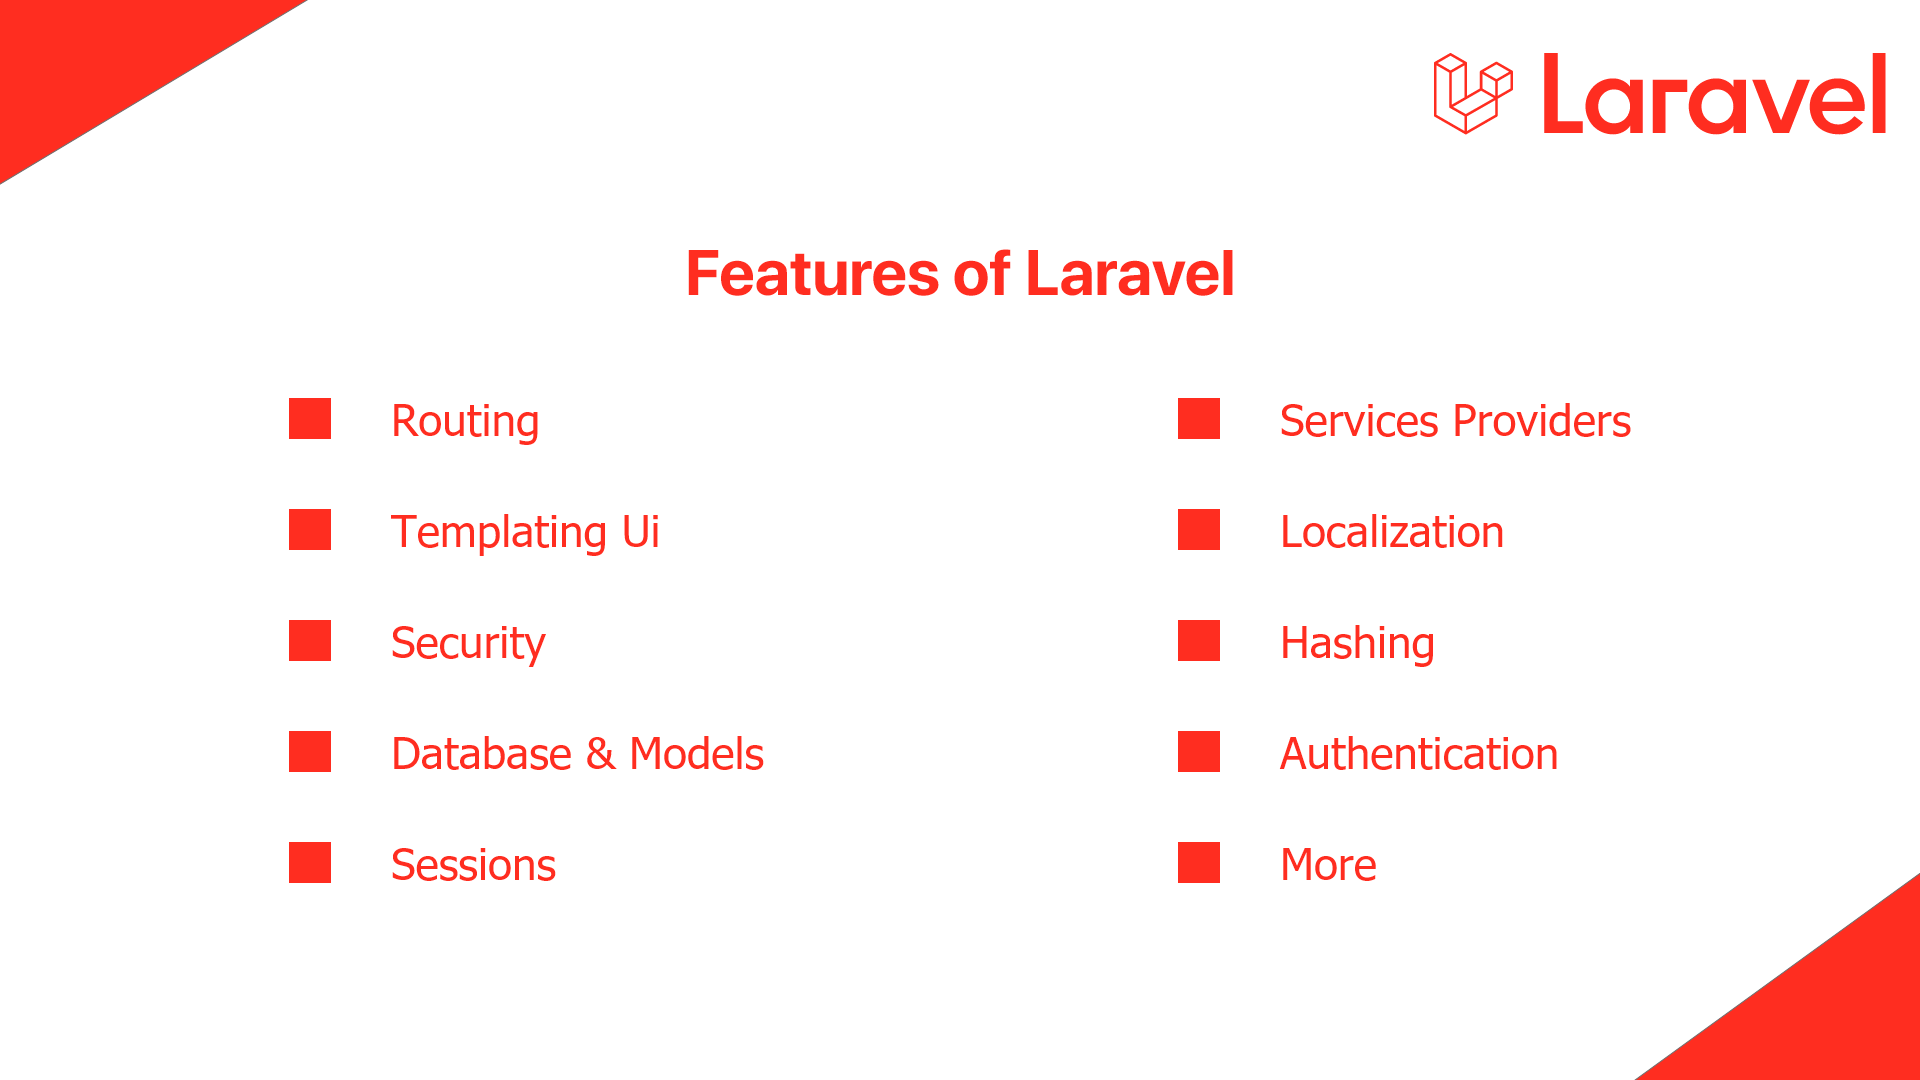 Laravel
Features of Laravel
Routing
Templating Ui
Security
Database & Models
Sessions
Services Providers
Localization
Hashing
Authentication
More